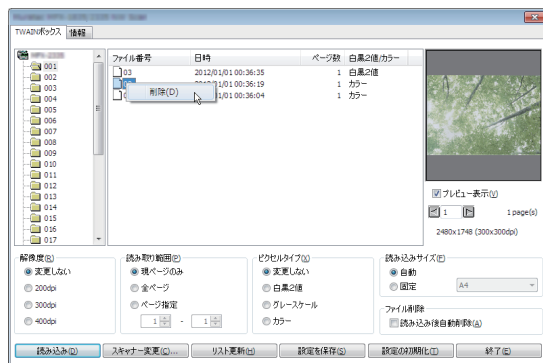 TWAINボックス 情報
001
002
003
004
005
006
007
008
009
010
011
012
013
014
015
016
017
ファイル番号 日時 ページ数 白黒2値/カラー
03 2012/01/01 00:36:35 1 白黒2値
01/01 00:36:19 1 カラー
/01 00:36:04 1 カラー
削除(D)
プレビュー表示(V)
1 1 page(s)
2480x1748 (300x300dpi)
解像度(R)
変更しない
200dpi
300dpi
400dpi
読み取り範囲(P)
現ページのみ
全ページ
ページ指定
1 - 1
ピクセルタイプ(X)
変更しない
白黒2値
グレースケール
カラー
読み込みサイズ(F)
自動
固定 A4
ファイル削除
読み込み後自動削除(A)
読み込み(D) スキャナー変更(C)... リスト更新(H) 設定を保存(S) 設定の初期化(T) 終了(E)